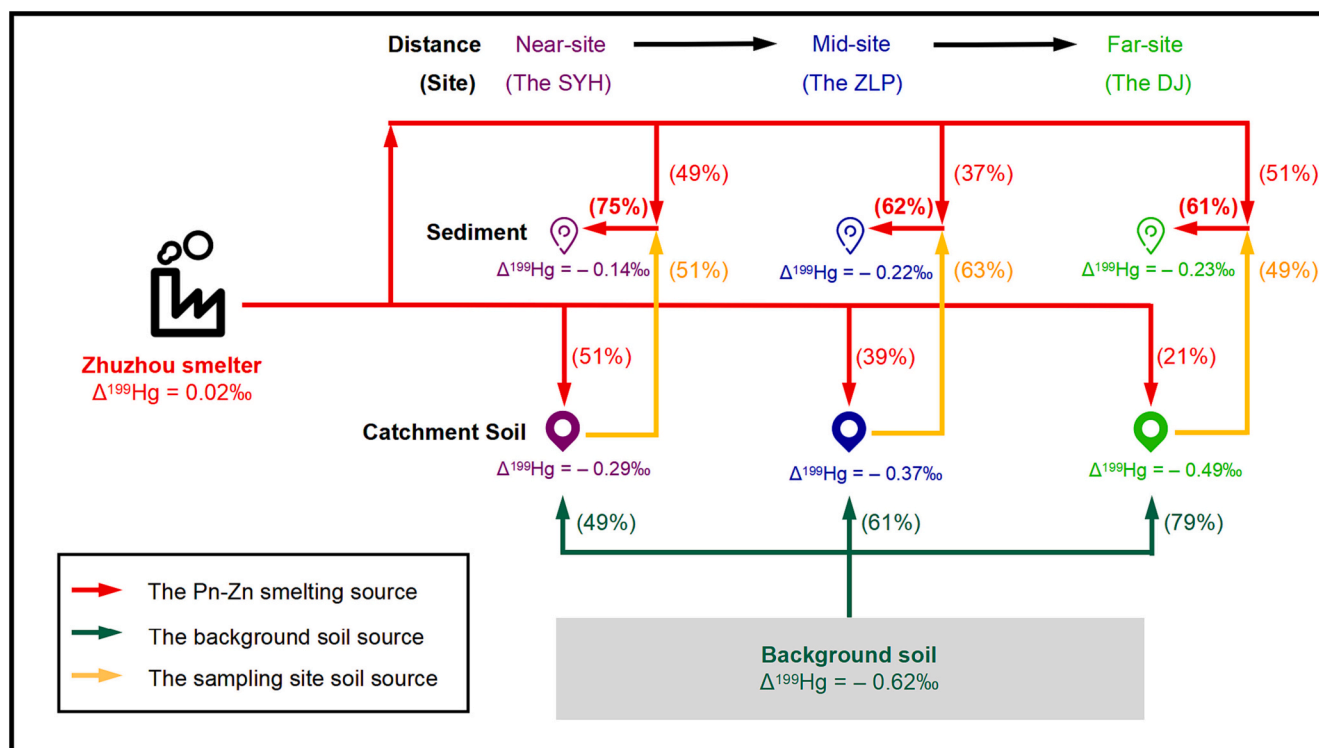 Distance Near-site Mid-site Far-site
(Site) (The SYH) (The ZLP) (The DJ)
(49%) (37%) (51%)
(75%) (62%) (61%)
Sediment
Δ¹⁹⁹Hg = – 0.14‰ (51%) Δ¹⁹⁹Hg = – 0.22‰ (63%) Δ¹⁹⁹Hg = – 0.23‰ (49%)
Zhuzhou smelter
Δ¹⁹⁹Hg = 0.02‰
(51%) (39%) (21%)
Catchment Soil
Δ¹⁹⁹Hg = – 0.29‰ Δ¹⁹⁹Hg = – 0.37‰ Δ¹⁹⁹Hg = – 0.49‰
(49%) (61%) (79%)
The Pn-Zn smelting source
The background soil source
The sampling site soil source
Background soil
Δ¹⁹⁹Hg = – 0.62‰